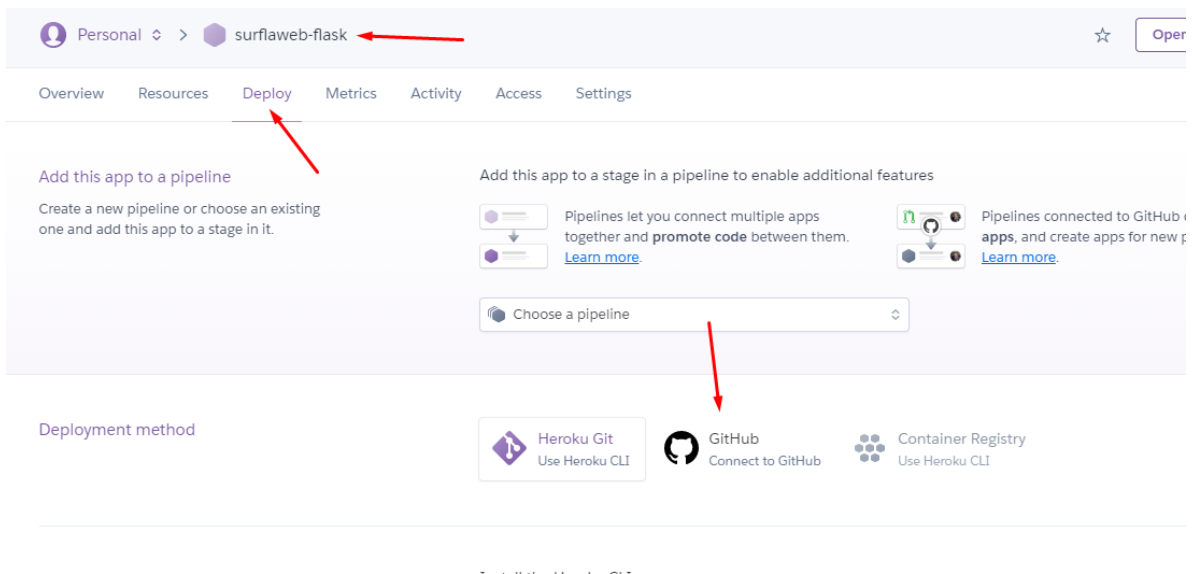 Personal > surflaweb-flask
Open
Overview Resources Deploy Metrics Activity Access Settings
Add this app to a pipeline
Create a new pipeline or choose an existing
one and add this app to a stage in it.
Add this app to a stage in a pipeline to enable additional features
Pipelines let you connect multiple apps
together and promote code between them.
Learn more.
Pipelines connected to GitHub
apps, and create apps for new
Learn more.
Choose a pipeline
Deployment method
Heroku Git
Use Heroku CLI
GitHub
Connect to GitHub
Container Registry
Use Heroku CLI